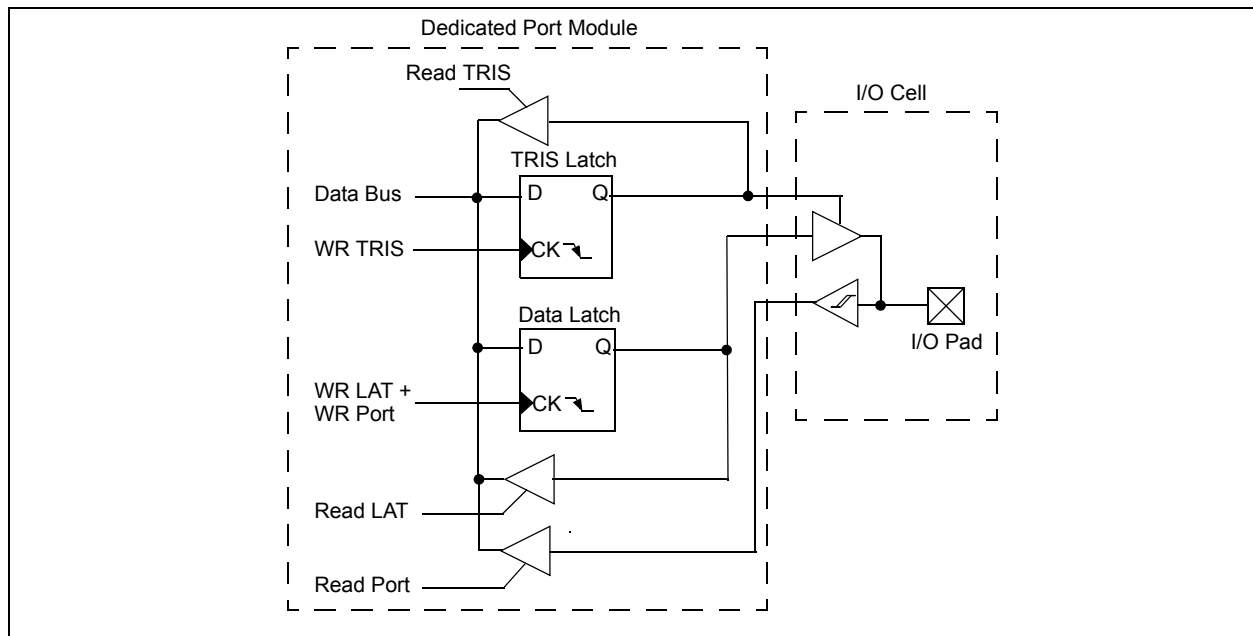 Dedicated Port Module
Read TRIS
I/O Cell
TRIS Latch
Data Bus
D
Q
WR TRIS
CK
Data Latch
I/O Pad
D
Q
WR LAT +
WR Port
CK
Read LAT
Read Port